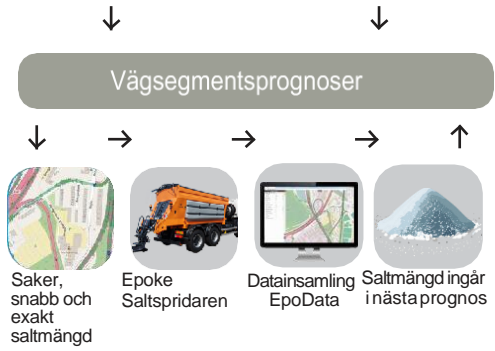 Vägsegmentsprognoser
Saker,
snabb och
exakt
saltmängd
Epoke
Saltspridaren
Datainsamling
EpoData
Saltmängd ingår
i nästa prognos